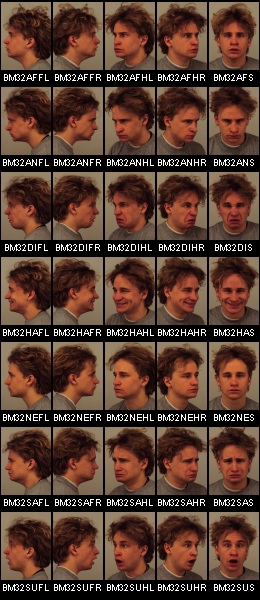 BM32AFFL BM32AFFR BM32AFHL BM32AFHR BM32AFS
BM32ANFL BM32ANFR BM32ANHL BM32ANHR BM32ANS
BM32DIFL BM32DIFR BM32DIHL BM32DIHR BM32DIS
BM32HAFL BM32HAFR BM32HAHL BM32HAHR BM32HAS
BM32NEFL BM32NEFR BM32NEHL BM32NEHR BM32NES
BM32SAFL BM32SAFR BM32SAHL BM32SAHR BM32SAS
BM32SUFL BM32SUFR BM32SUHL BM32SUHR BM32SUS